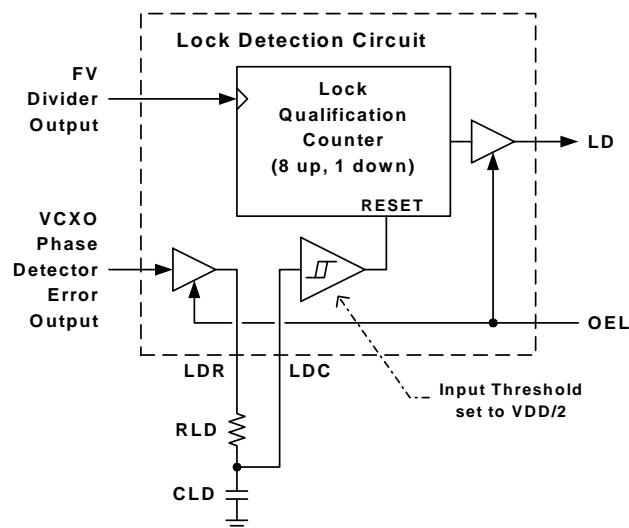 Lock Detection Circuit
FV
Divider
Output
Lock
Qualification
Counter
(8 up, 1 down)
RESET
LD
VCXO
Phase
Detector
Error
Output
OEL
LDR
LDC
Input Threshold
set to VDD/2
RLD
CLD